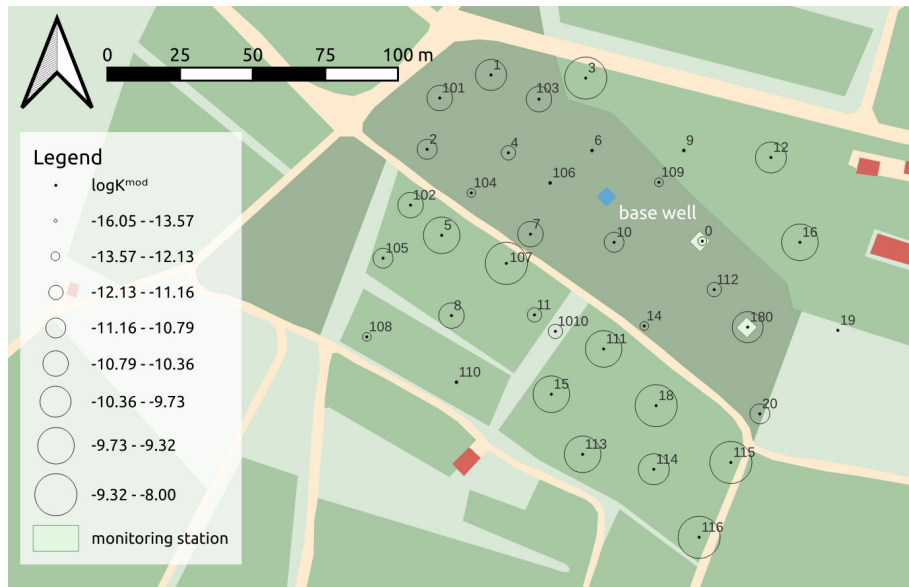 0 25 50 75 100 m
1
3
101
103
2
4
6
9
12
104
106
109
base well
102
5
7
10
0
16
105
107
112
8
11
1010
14
180
19
108
111
110
15
18
20
113
114
115
116
Legend
logKᵐᵒᵈ
-16.05 - -13.57
-13.57 - -12.13
-12.13 - -11.16
-11.16 - -10.79
-10.79 - -10.36
-10.36 - -9.73
-9.73 - -9.32
-9.32 - -8.00
monitoring station